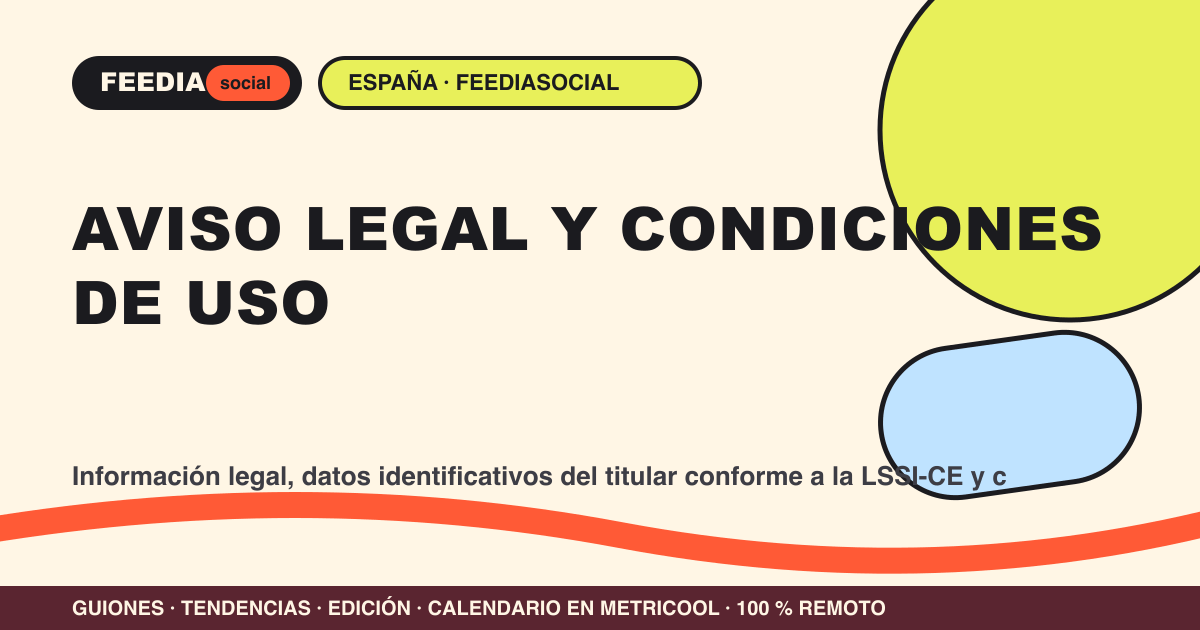 FEEDIA social
ESPAÑA · FEEDIASOCIAL
AVISO LEGAL Y CONDICIONES
DE USO
Información legal, datos identificativos del titular conforme a la LSSI-CE y c
GUIONES · TENDENCIAS · EDICIÓN · CALENDARIO EN METRICOOL · 100 % REMOTO